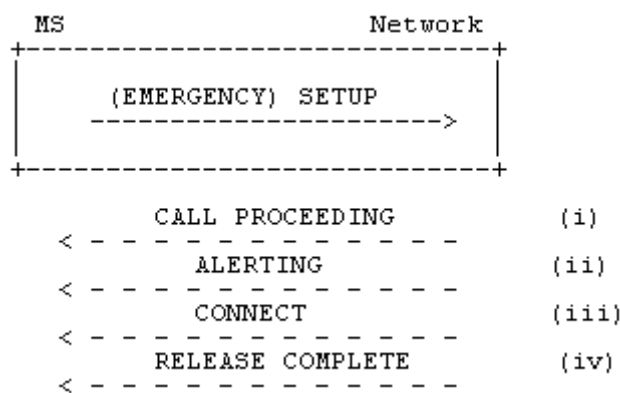 MS Network
(EMERGENCY) SETUP
CALL PROCEEDING (i)
ALERTING (ii)
CONNECT (iii)
RELEASE COMPLETE (iv)